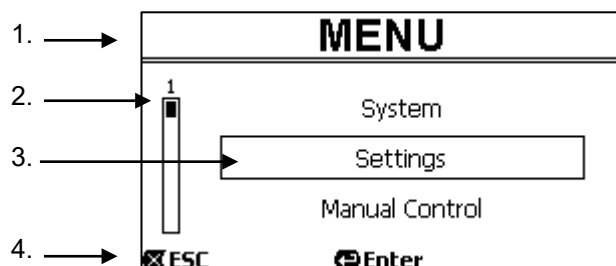 1. MENU
2. 1
System
3. Settings
Manual Control
4. ESC Enter